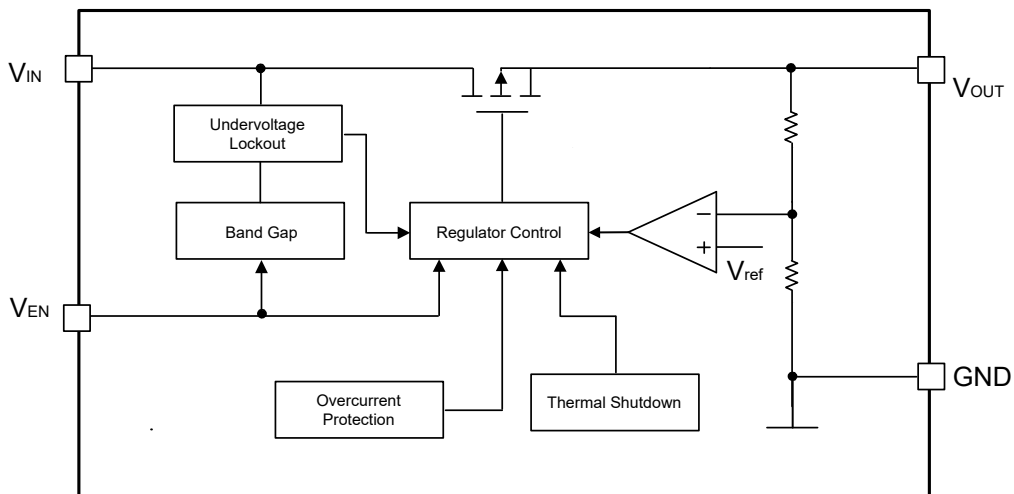 VIN
VOUT
Undervoltage
Lockout
Band Gap
Regulator Control
−
+
Vref
VEN
Overcurrent
Protection
Thermal Shutdown
GND